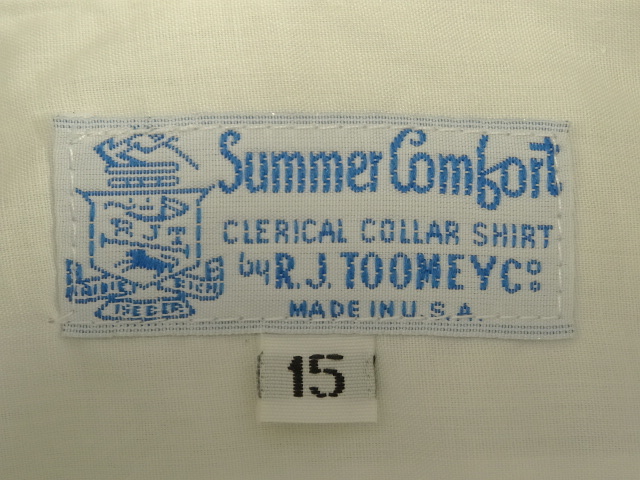 Summer Comfort
CLERICAL COLLAR SHIRT
by R.J. TOOMEY Co
MADE IN U.S.A.
15